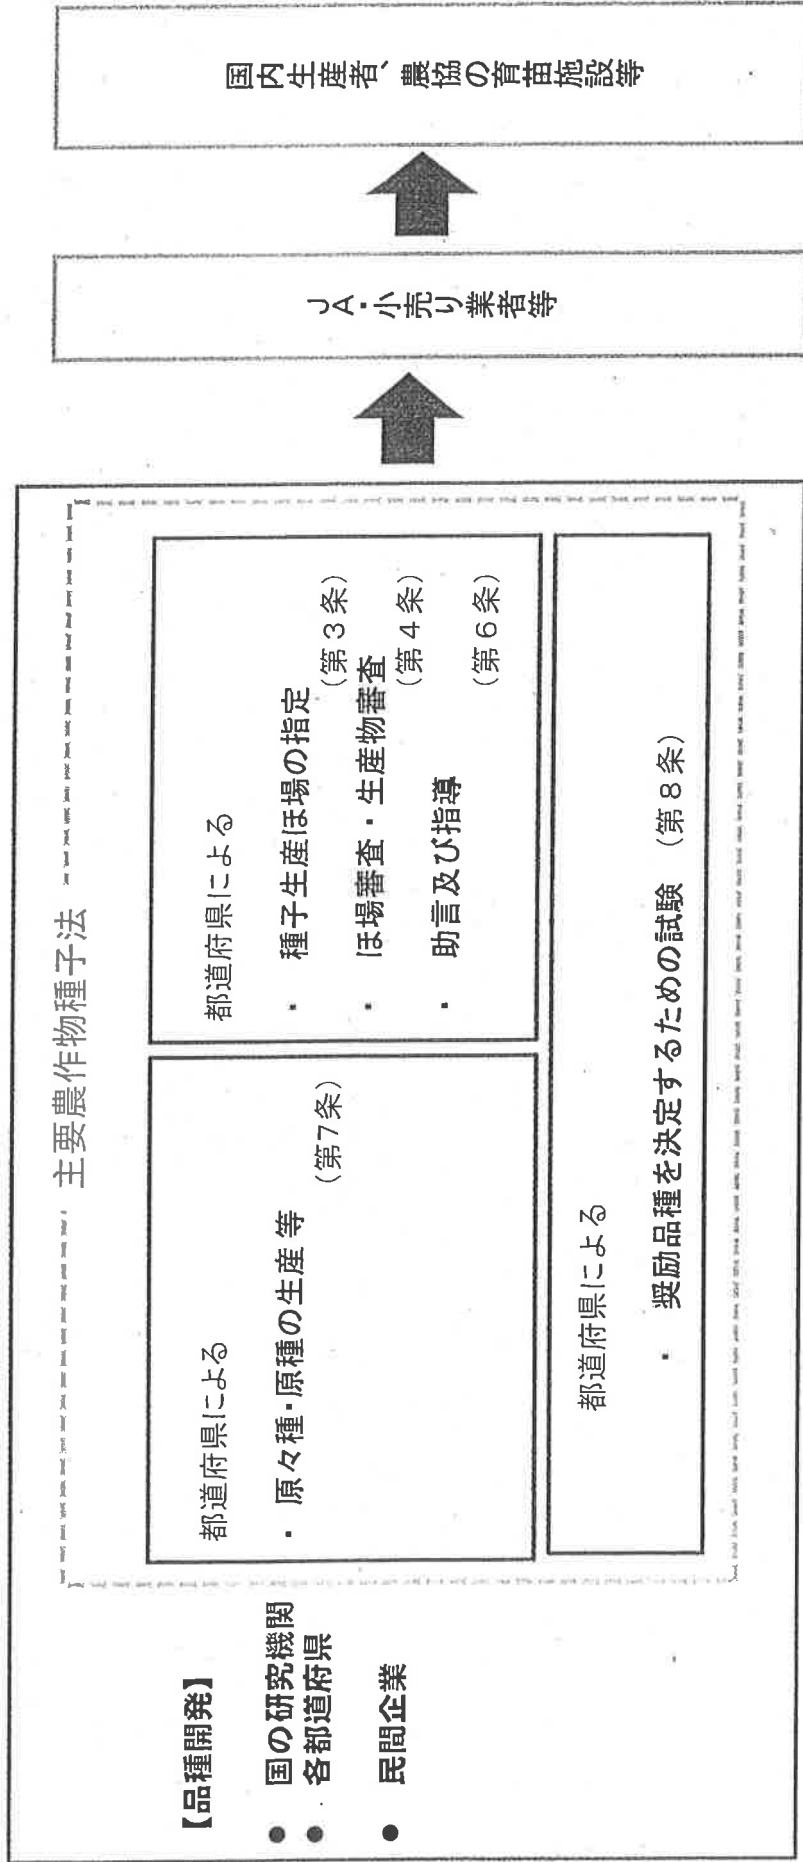 主要農作物種子法
【品種開発】
● 国の研究機関
● 各都道府県
● 民間企業
都道府県による
・ 原々種・原種の生産等
（第７条）
都道府県による
・ 種子生産ほ場の指定
（第３条）
・ ほ場審査・生産物審査
（第４条）
・ 助言及び指導
（第６条）
都道府県による
・ 奨励品種を決定するための試験 （第８条）
ＪＡ・小売り業者等
国内生産者、農協の育苗施設等